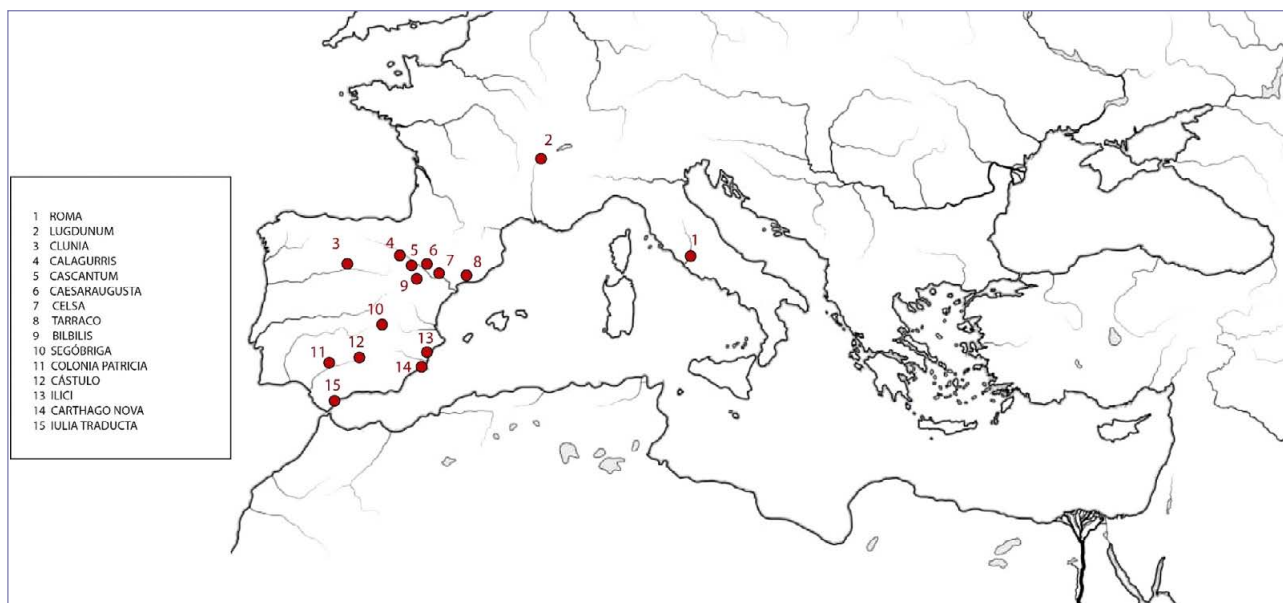 1 ROMA
2 LUGDUNUM
3 CLUNIA
4 CALAGURRIS
5 CASCANTUM
6 CAESARAUGUSTA
7 CELSA
8 TARRACO
9 BILBILIS
10 SEGÓBRIGA
11 COLONIA PATRICIA
12 CÁSTULO
13 ILICI
14 CARTHAGO NOVA
15 IULIA TRADUCTA
2
1
3
4
5
6
7
8
9
10
13
12
11
14
15